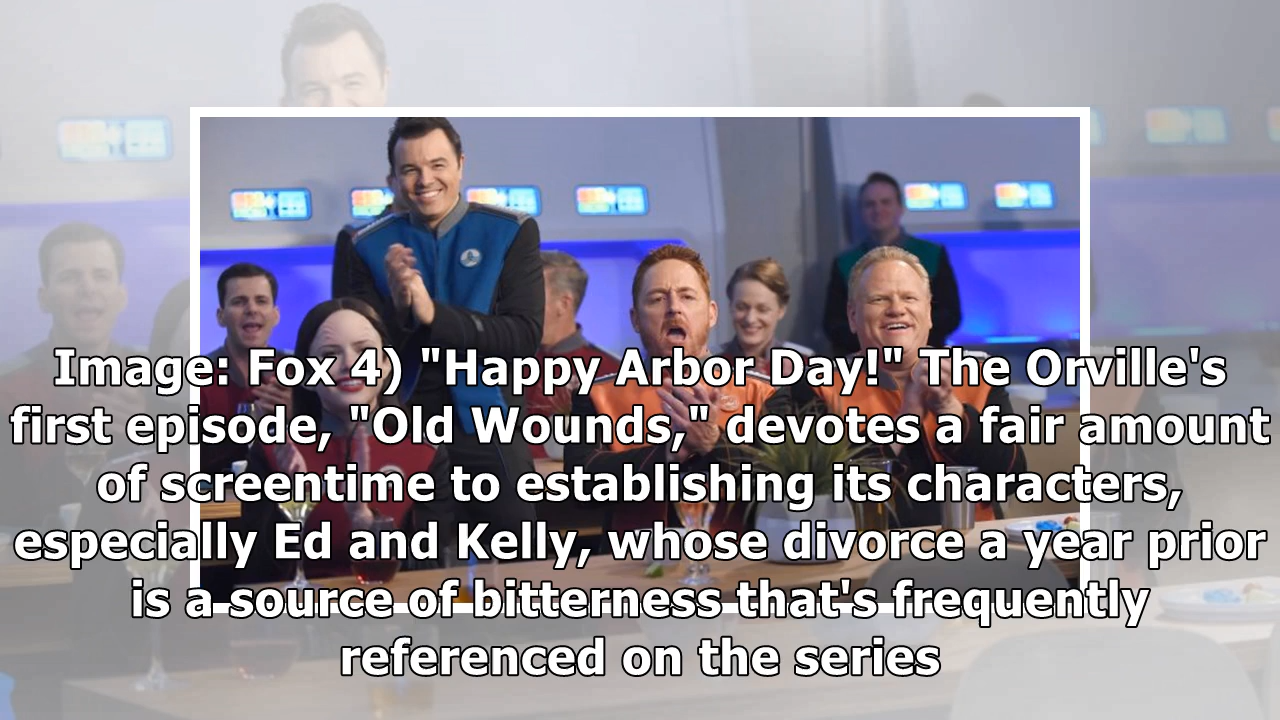 Image: Fox 4) "Happy Arbor Day!" The Orville's
first episode, "Old Wounds," devotes a fair amount
of screentime to establishing its characters,
especially Ed and Kelly, whose divorce a year prior
is a source of bitterness that's frequently
referenced on the series